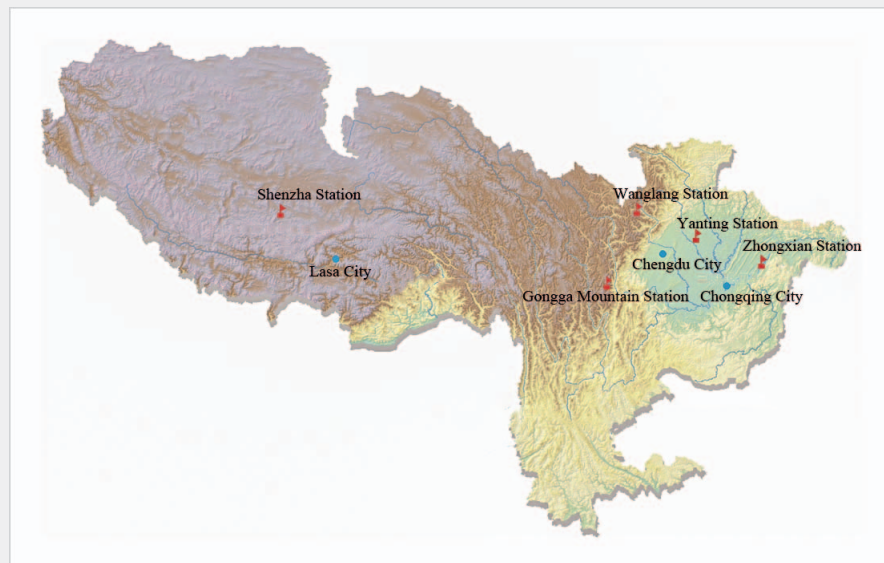 Shenzha Station
Wanglang Station
Yanting Station
Zhongxian Station
Lasa City
Chengdu City
Gongga Mountain Station
Chongqing City